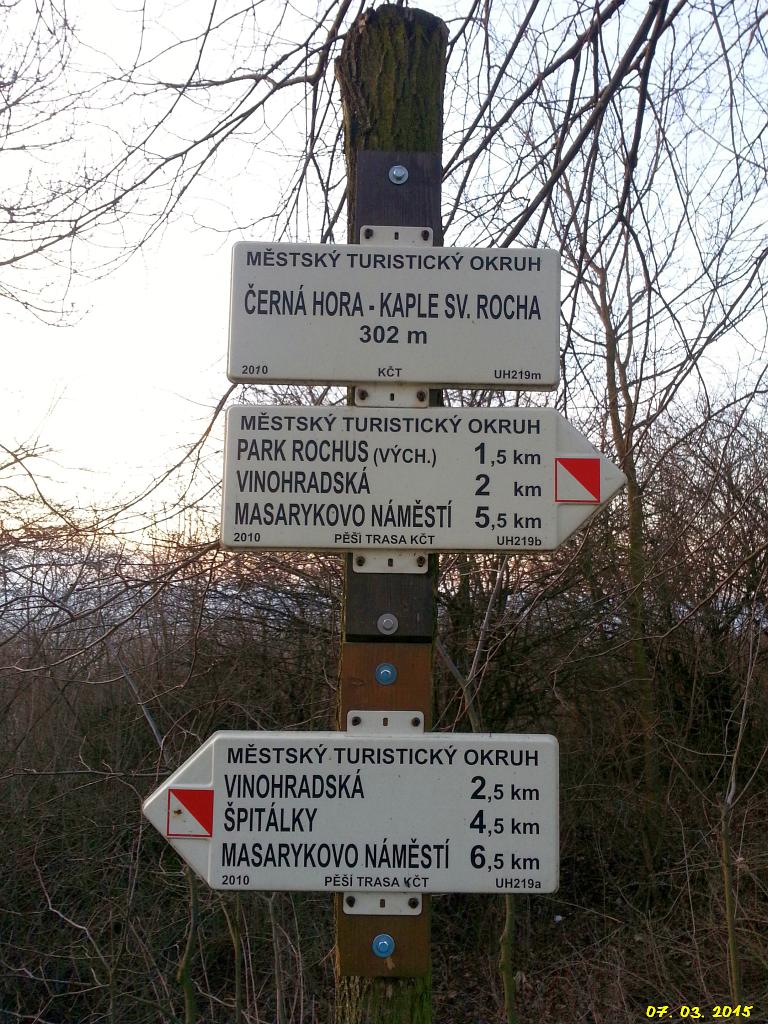 MĚSTSKÝ TURISTICKÝ OKRUH
ČERNÁ HORA - KAPLE SV. ROCHA
302 m
2010 KČT UH219m
MĚSTSKÝ TURISTICKÝ OKRUH
PARK ROCHUS (VÝCH.) 1,5 km
VINOHRADSKÁ 2 km
MASARYKOVO NÁMĚSTÍ 5,5 km
2010 PĚŠÍ TRASA KČT UH219b
MĚSTSKÝ TURISTICKÝ OKRUH
VINOHRADSKÁ 2,5 km
ŠPITÁLKY 4,5 km
MASARYKOVO NÁMĚSTÍ 6,5 km
2010 PĚŠÍ TRASA KČT UH219a
07. 03. 2015